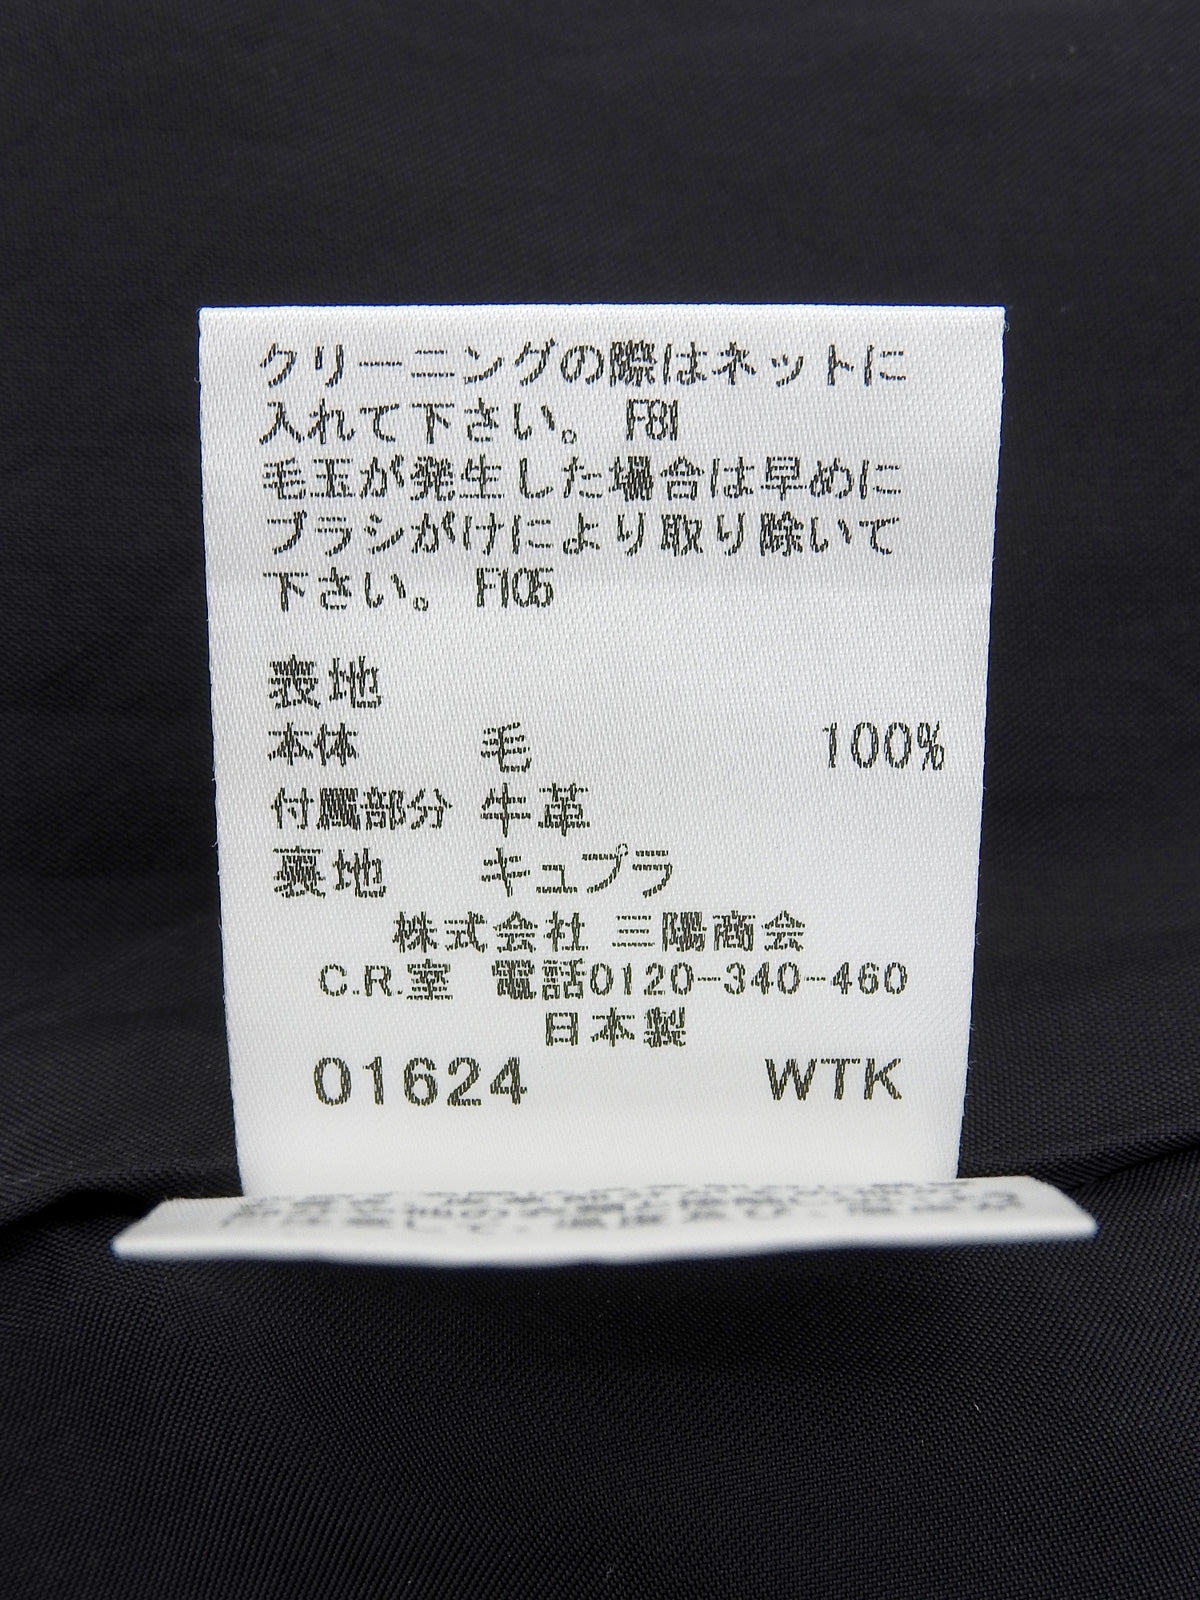 クリーニングの際はネットに
入れて下さい。 F81
毛玉が発生した場合は早めに
ブラシがけにより取り除いて
下さい。 F105
表地
本体 毛 100%
付属部分 牛革
裏地 キュプラ
株式会社 三陽商会
C.R.室 電話0120-340-460
日本製
01624 WTK